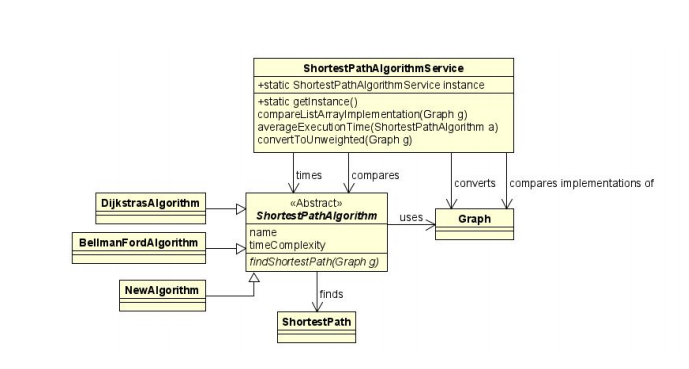 ShortestPathAlgorithmService
+static ShortestPathAlgorithmService instance
+static getInstance()
compareListArrayImplementation(Graph g)
averageExecutionTime(ShortestPathAlgorithm a)
convertToUnweighted(Graph g)
times
compares
converts
compares implementations of
DijkstrasAlgorithm
«Abstract»
ShortestPathAlgorithm
name
timeComplexity
findShortestPath(Graph g)
uses
Graph
BellmanFordAlgorithm
NewAlgorithm
finds
ShortestPath